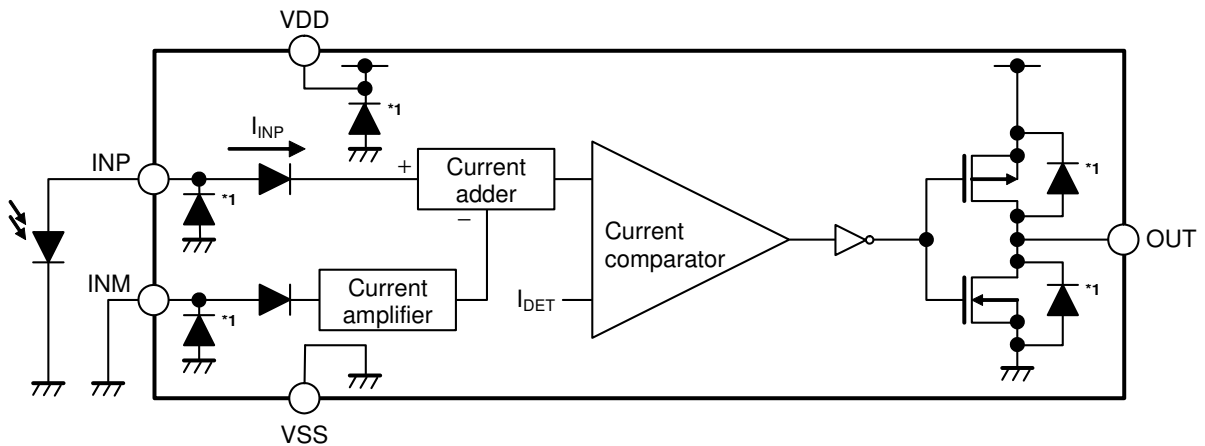 VDD
*1
I_INP
INP
+
Current
adder
*1
*1
−
Current
comparator
OUT
INM
Current
amplifier
I_DET
*1
*1
VSS